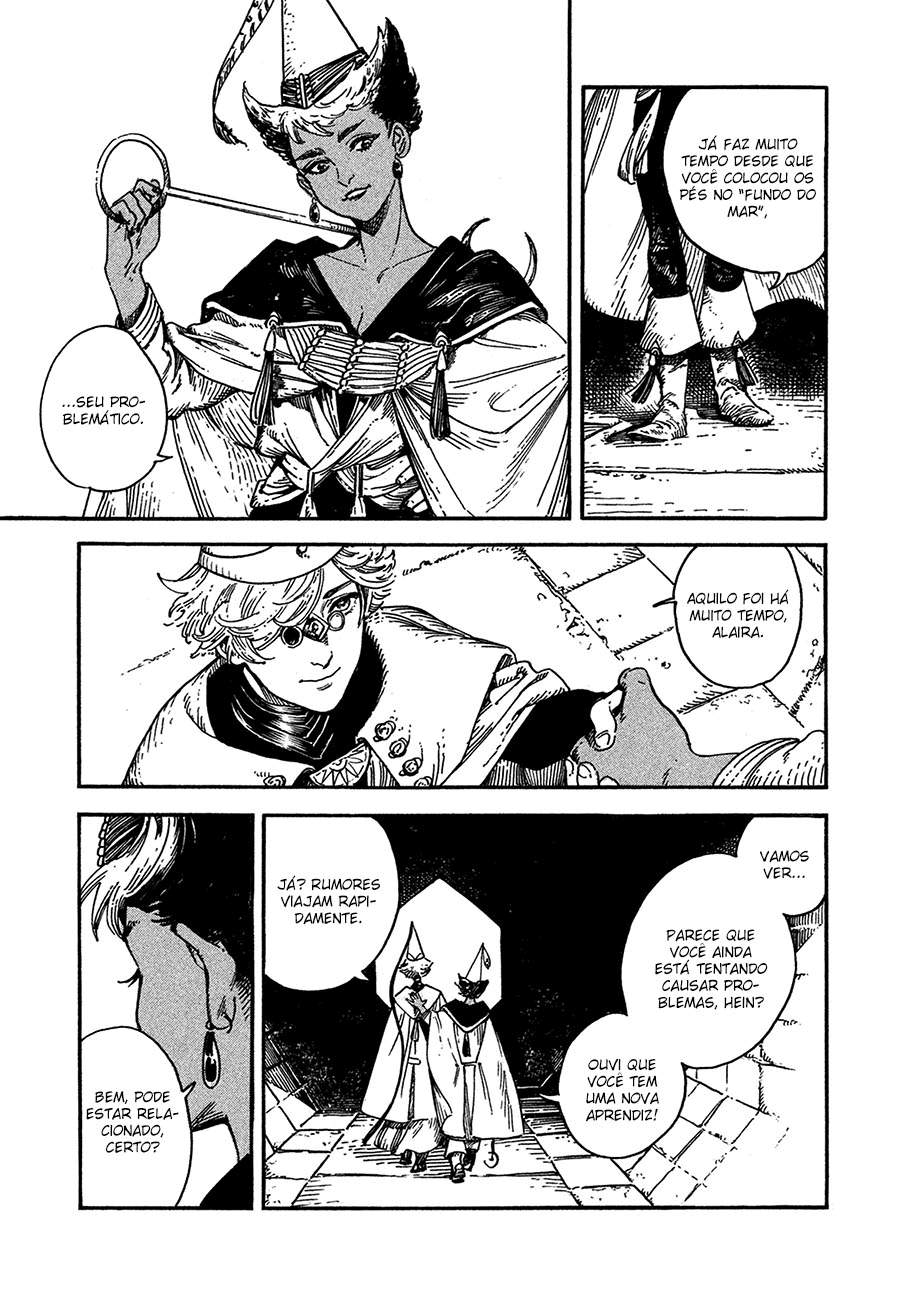 JÁ FAZ MUITO
TEMPO DESDE QUE
VOCÊ COLOCOU OS
PÉS NO "FUNDO DO
MAR",
...SEU PRO-
BLEMÁTICO.
AQUILO FOI HÁ
MUITO TEMPO,
ALAIRA.
VAMOS
VER...
PARECE QUE
VOCÊ AINDA
ESTÁ TENTANDO
CAUSAR PRO-
BLEMAS, HEIN?
OUVI QUE
VOCÊ TEM
UMA NOVA
APRENDIZ!
JÁ? RUMORES
VIAJAM RAPI-
DAMENTE.
BEM, PODE
ESTAR RELA-
CIONADO,
CERTO?